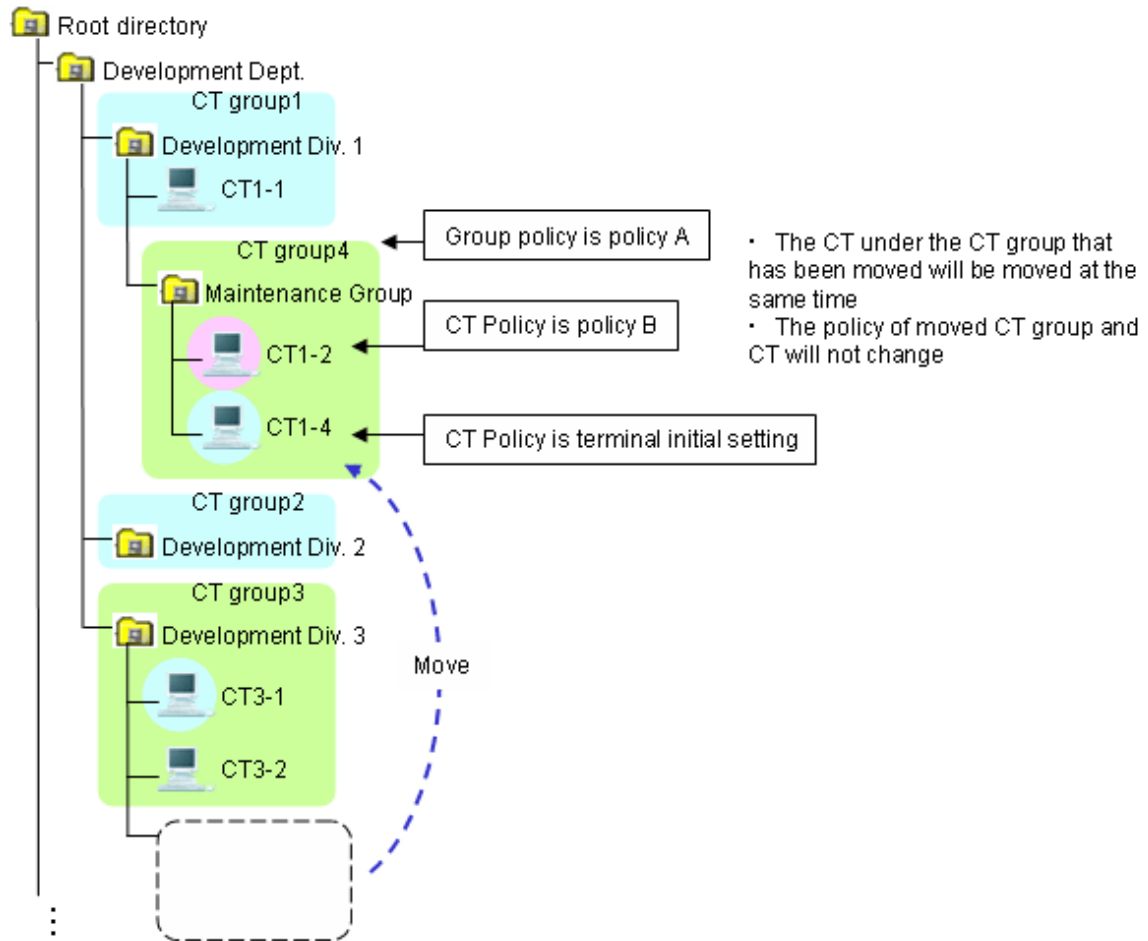 Root directory
Development Dept.
CT group1
Development Div. 1
CT1-1
CT group4
Group policy is policy A
Maintenance Group
CT1-2
CT Policy is policy B
CT1-4
CT Policy is terminal initial setting
・ The CT under the CT group that
has been moved will be moved at the
same time
・ The policy of moved CT group and
CT will not change
CT group2
Development Div. 2
CT group3
Development Div. 3
CT3-1
Move
CT3-2